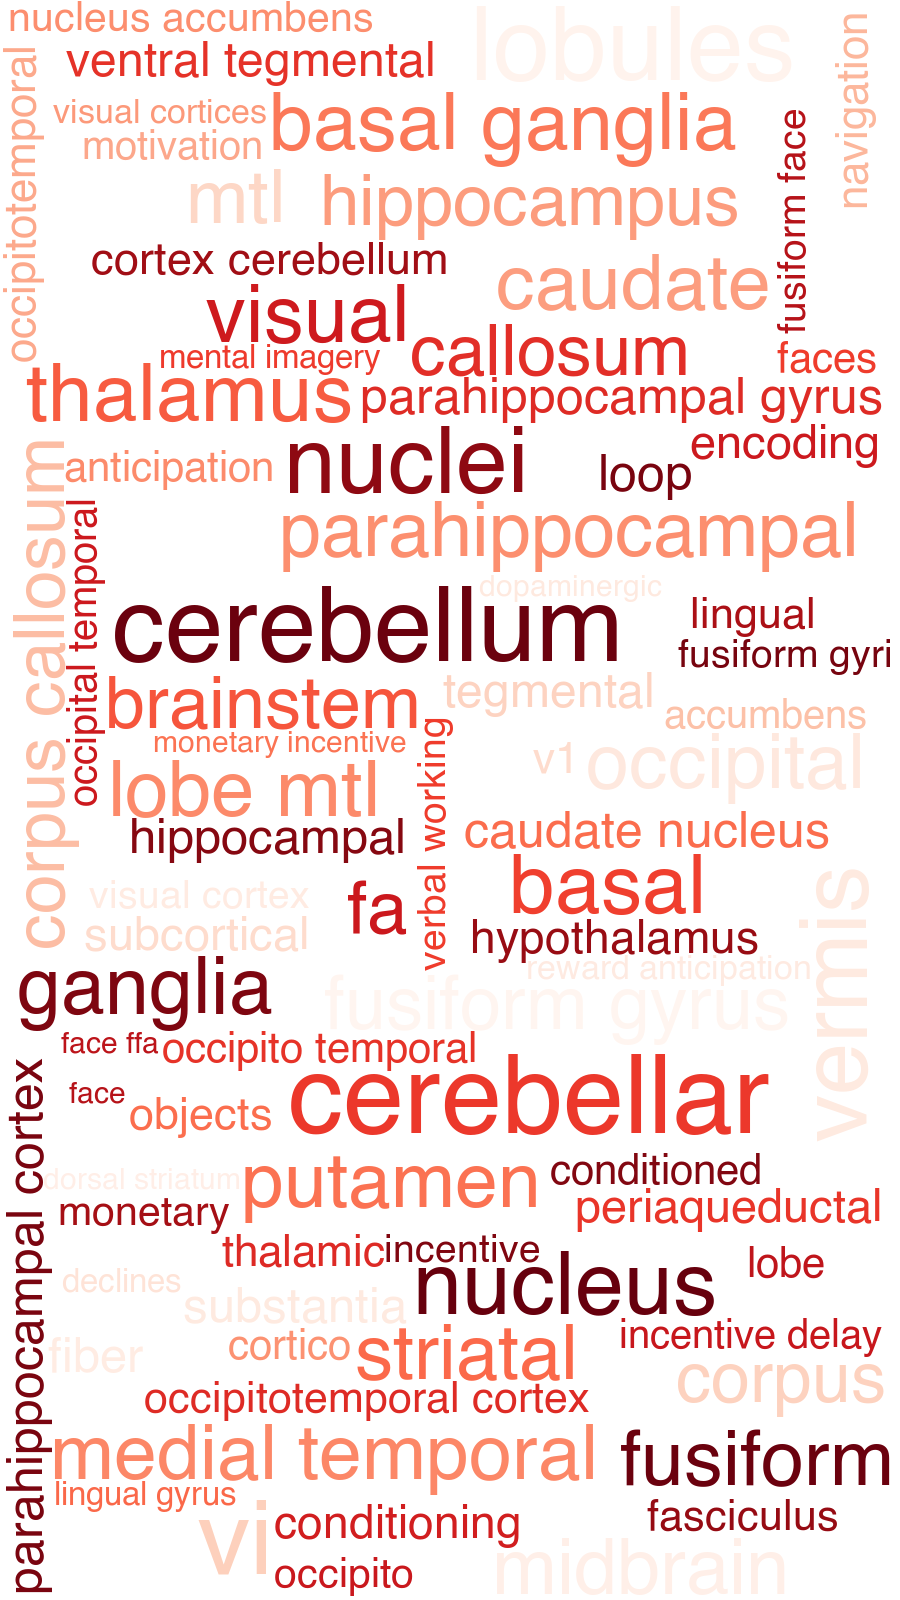 nucleus accumbens
lobules
ventral tegmental
navigation
occipitotemporal
visual cortices
basal ganglia
motivation
fusiform face
mtl
hippocampus
cortex cerebellum
caudate
visual
callosum
mental imagery
faces
thalamus
parahippocampal gyrus
nuclei
encoding
anticipation
loop
corpus callosum
occipital temporal
parahippocampal
dopaminergic
cerebellum
lingual
fusiform gyri
brainstem
tegmental
accumbens
monetary incentive
verbal working
v1
occipital
lobe mtl
hippocampal
caudate nucleus
basal
vermis
visual cortex
fa
subcortical
hypothalamus
ganglia
reward anticipation
fusiform gyrus
face ffa
occipito temporal
cerebellar
parahippocampal cortex
face
objects
dorsal striatum
putamen
conditioned
monetary
periaqueductal
thalamic
incentive
nucleus
lobe
declines
substantia
fiber
cortico
striatal
incentive delay
corpus
occipitotemporal cortex
medial temporal
fusiform
lingual gyrus
vi
conditioning
fasciculus
occipito
midbrain